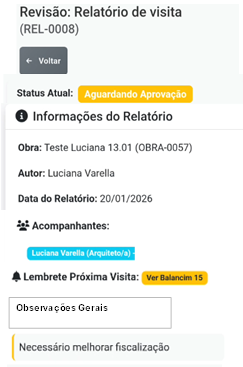 Revisão: Relatório de visita
(REL-0008)
← Voltar
Status Atual: Aguardando Aprovação
Informações do Relatório
Obra: Teste Luciana 13.01 (OBRA-0057)
Autor: Luciana Varella
Data do Relatório: 20/01/2026
Acompanhantes:
Luciana Varella (Arquiteto/a) -
Lembrete Próxima Visita: Ver Balancim 15
Observações Gerais
Necessário melhorar fiscalização